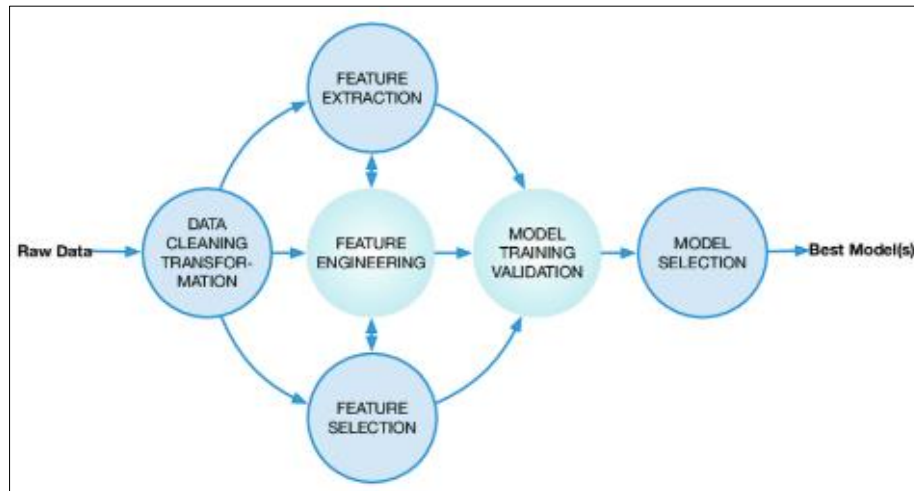 FEATURE
EXTRACTION
Raw Data
DATA
CLEANING
TRANSFOR-
MATION
FEATURE
ENGINEERING
MODEL
TRAINING
VALIDATION
MODEL
SELECTION
Best Model(s)
FEATURE
SELECTION